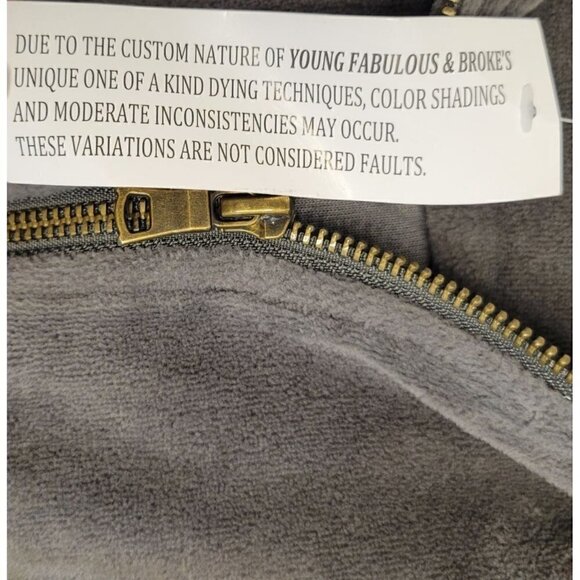 DUE TO THE CUSTOM NATURE OF YOUNG FABULOUS & BROKE'S
UNIQUE ONE OF A KIND DYING TECHNIQUES, COLOR SHADINGS
AND MODERATE INCONSISTENCIES MAY OCCUR.
THESE VARIATIONS ARE NOT CONSIDERED FAULTS.